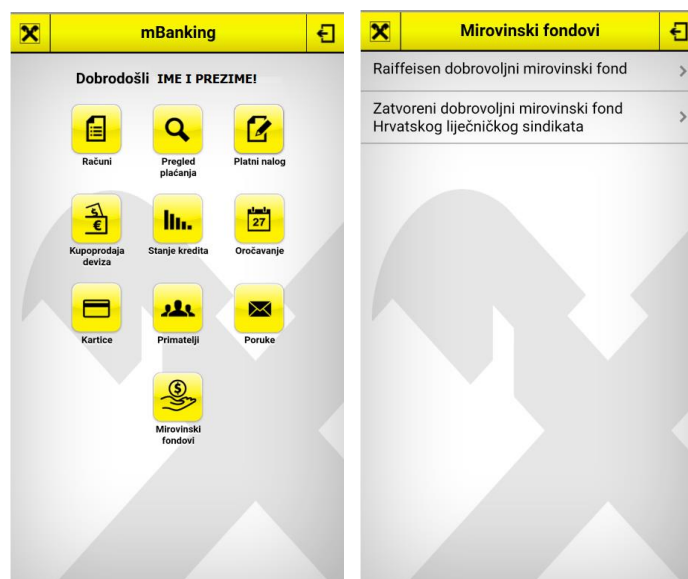 mBanking
Dobrodošli IME I PREZIME!
Računi
Pregled
plaćanja
Platni nalog
Kupoprodaja
deviza
Stanje kredita
27
Oročavanje
Kartice
Primatelji
Poruke
Mirovinski
fondovi
Mirovinski fondovi
Raiffeisen dobrovoljni mirovinski fond
Zatvoreni dobrovoljni mirovinski fond
Hrvatskog liječničkog sindikata